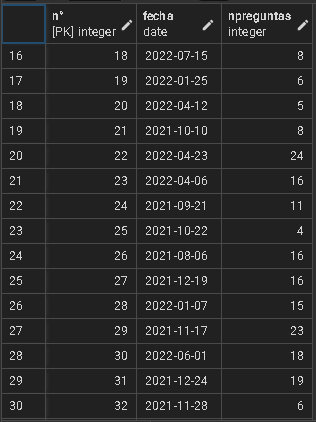 n° fecha npreguntas
[PK] integer date integer
16 18 2022-07-15 8
17 19 2022-01-25 6
18 20 2022-04-12 5
19 21 2021-10-10 8
20 22 2022-04-23 24
21 23 2022-04-06 16
22 24 2021-09-21 11
23 25 2021-10-22 4
24 26 2021-08-06 16
25 27 2021-12-19 16
26 28 2022-01-07 15
27 29 2021-11-17 23
28 30 2022-06-01 18
29 31 2021-12-24 19
30 32 2021-11-28 6